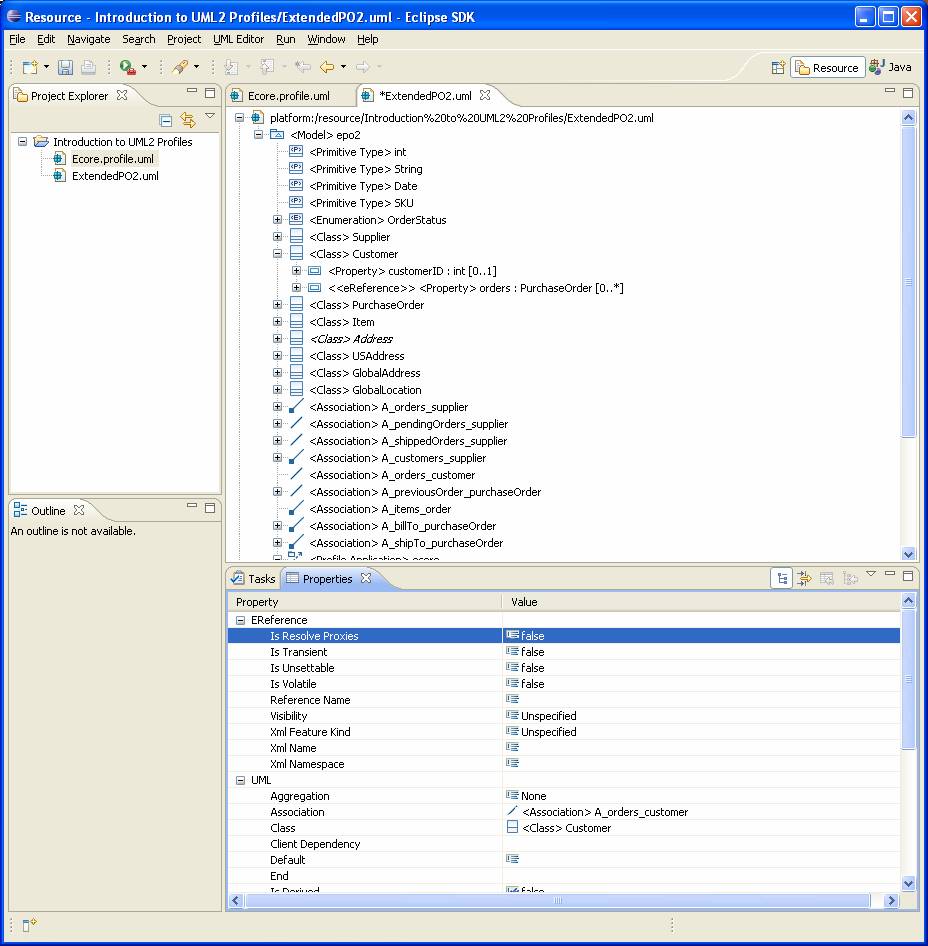 Resource - Introduction to UML2 Profiles/ExtendedPO2.uml - Eclipse SDK
File Edit Navigate Search Project UML Editor Run Window Help
Resource Java
Project Explorer
Introduction to UML2 Profiles
Ecore.profile.uml
ExtendedPO2.uml
Outline
An outline is not available.
Ecore.profile.uml *ExtendedPO2.uml
platform:/resource/Introduction%20to%20UML2%20Profiles/ExtendedPO2.uml
<Model> epo2
<Primitive Type> int
<Primitive Type> String
<Primitive Type> Date
<Primitive Type> SKU
<Enumeration> OrderStatus
<Class> Supplier
<Class> Customer
<Property> customerID : int [0..1]
<<eReference>> <Property> orders : PurchaseOrder [0..*]
<Class> PurchaseOrder
<Class> Item
<Class> Address
<Class> USAddress
<Class> GlobalAddress
<Class> GlobalLocation
<Association> A_orders_supplier
<Association> A_pendingOrders_supplier
<Association> A_shippedOrders_supplier
<Association> A_customers_supplier
<Association> A_orders_customer
<Association> A_previousOrder_purchaseOrder
<Association> A_items_order
<Association> A_billTo_purchaseOrder
<Association> A_shipTo_purchaseOrder
<Profile Application> ecore
Tasks Properties
Property Value
EReference
Is Resolve Proxies false
Is Transient false
Is Unsettable false
Is Volatile false
Reference Name
Visibility Unspecified
Xml Feature Kind Unspecified
Xml Name
Xml Namespace
UML
Aggregation None
Association <Association> A_orders_customer
Class <Class> Customer
Client Dependency
Default
End
Is Derived false